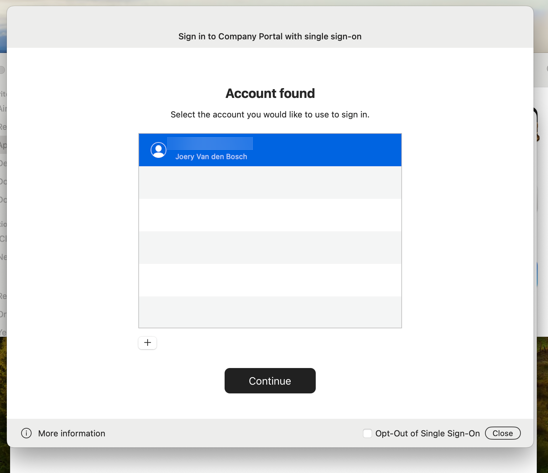 Sign in to Company Portal with single sign-on
Account found
Select the account you would like to use to sign in.
Joery Van den Bosch
+
Continue
More information
Opt-Out of Single Sign-On
Close